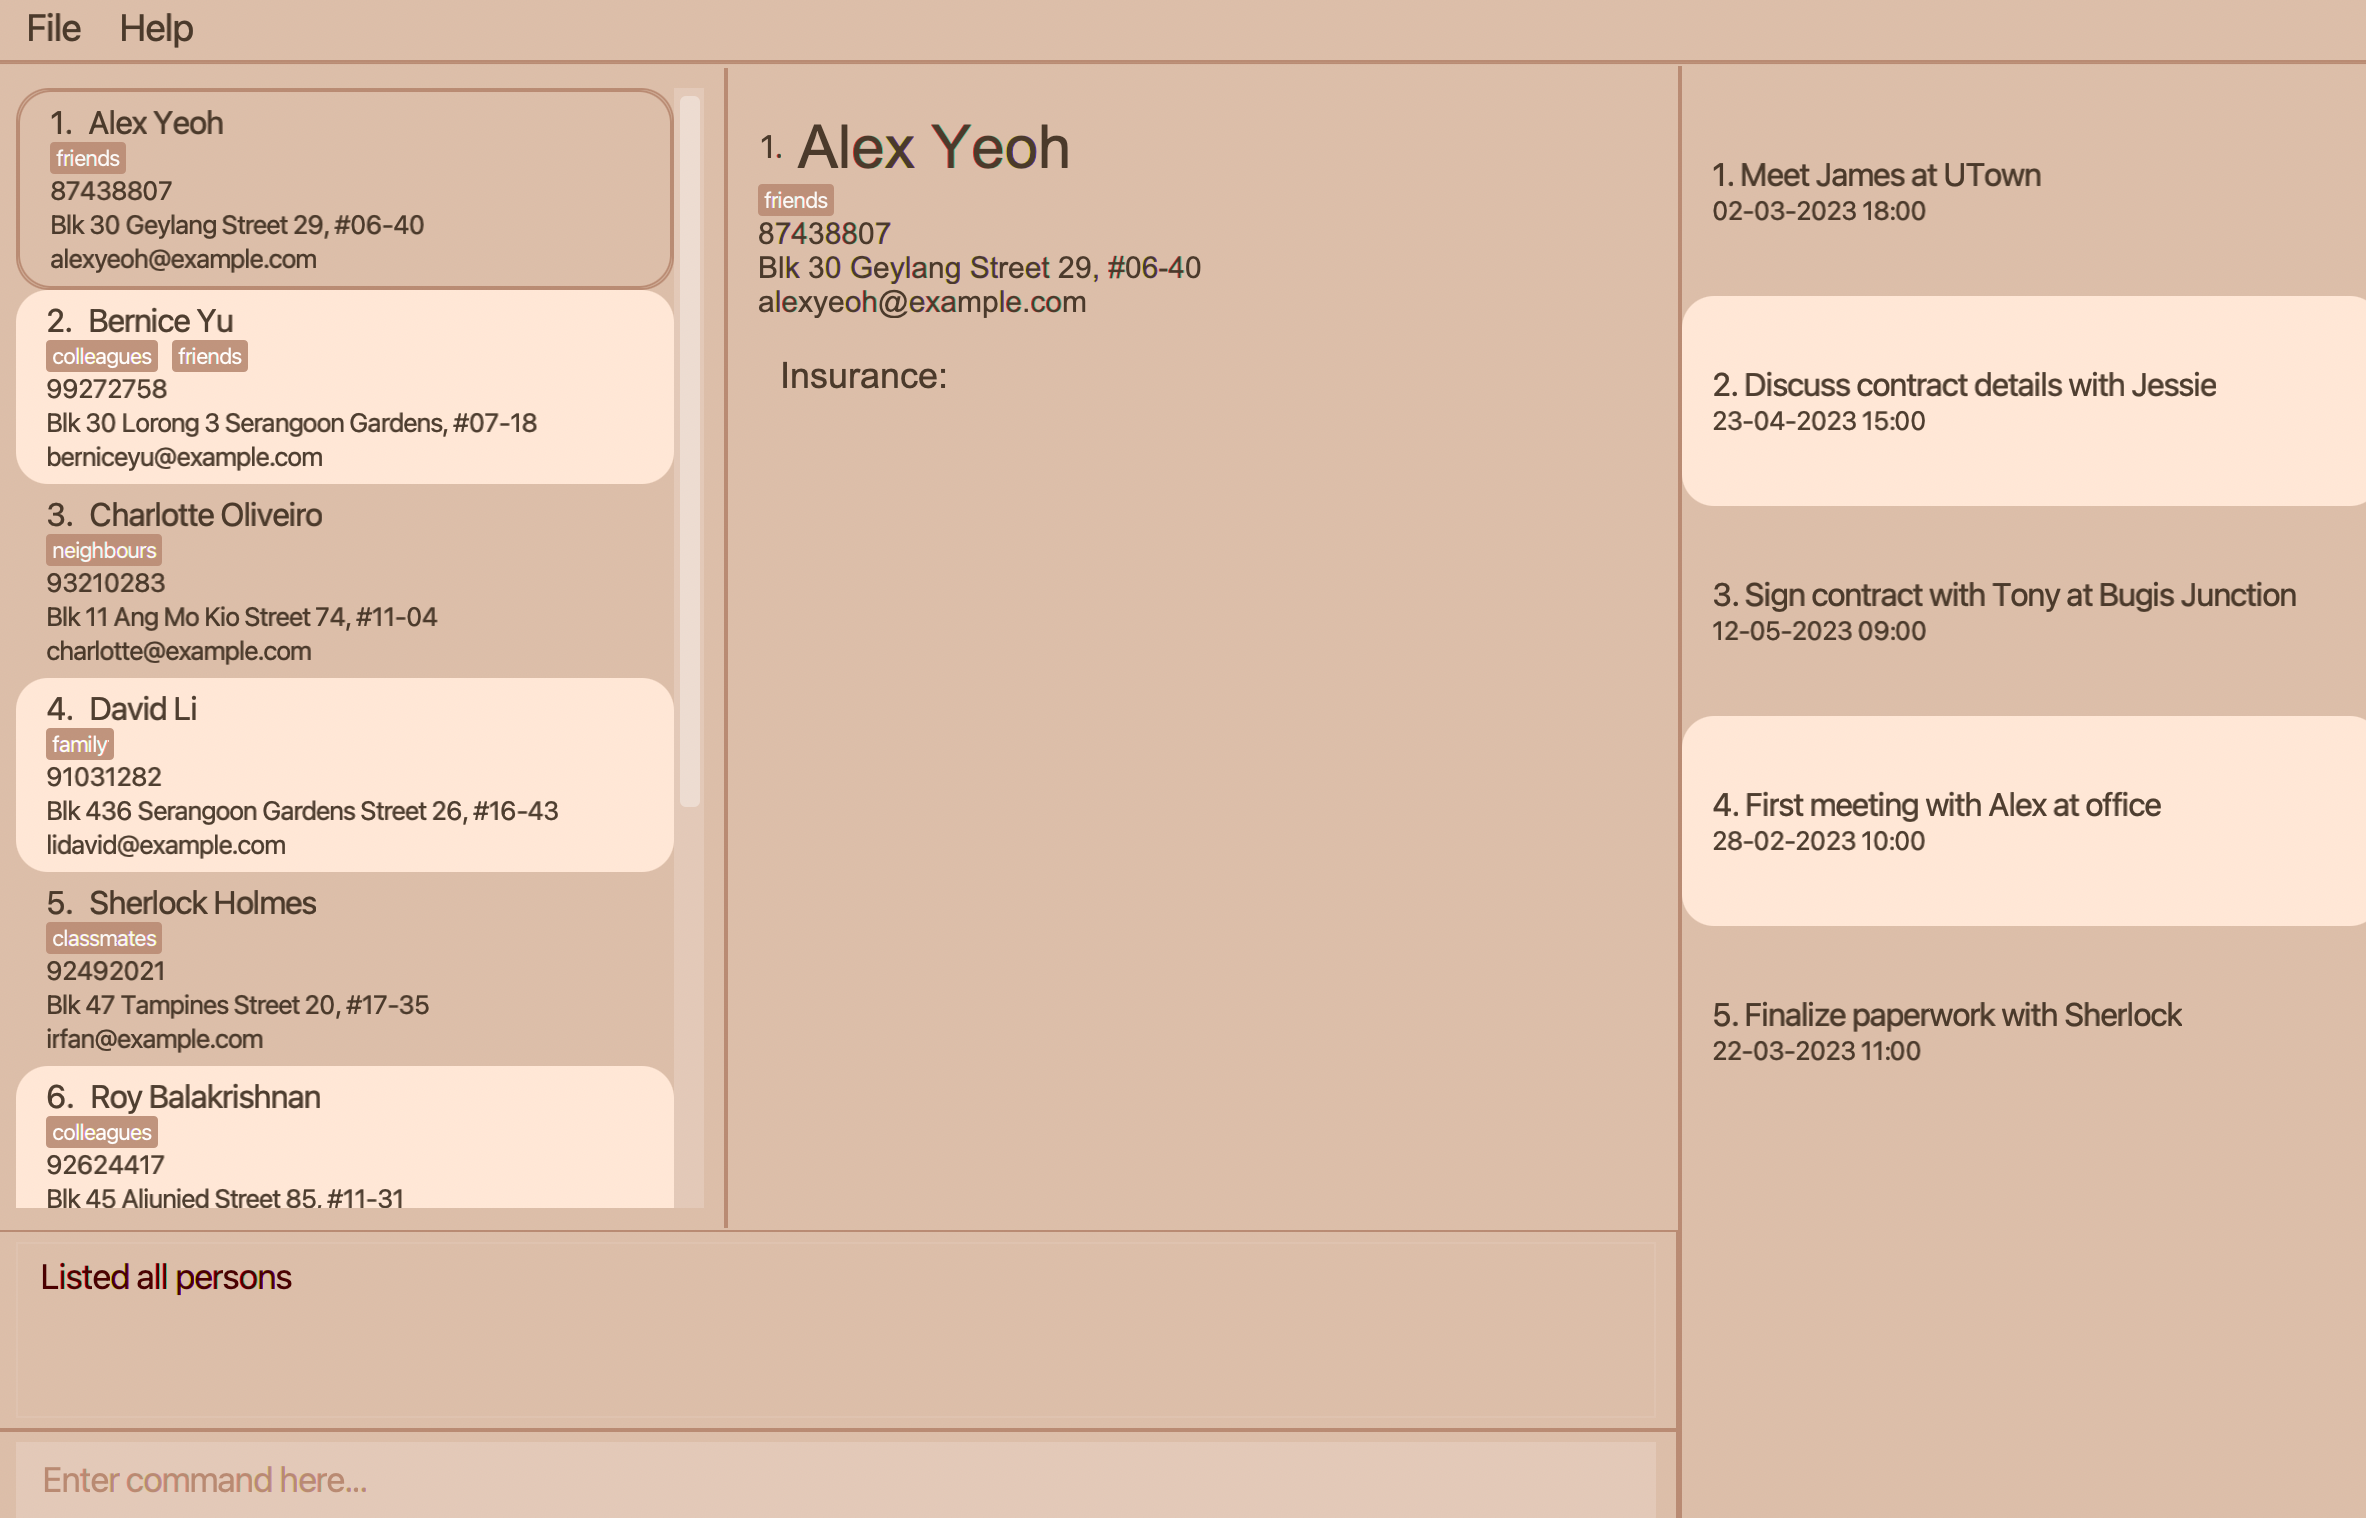 File Help
1. Alex Yeoh
friends
87438807
Blk 30 Geylang Street 29, #06-40
alexyeoh@example.com
2. Bernice Yu
colleagues friends
99272758
Blk 30 Lorong 3 Serangoon Gardens, #07-18
berniceyu@example.com
3. Charlotte Oliveiro
neighbours
93210283
Blk 11 Ang Mo Kio Street 74, #11-04
charlotte@example.com
4. David Li
family
91031282
Blk 436 Serangoon Gardens Street 26, #16-43
lidavid@example.com
5. Sherlock Holmes
classmates
92492021
Blk 47 Tampines Street 20, #17-35
irfan@example.com
6. Roy Balakrishnan
colleagues
92624417
Blk 45 Aljunied Street 85, #11-31
1. Alex Yeoh
friends
87438807
Blk 30 Geylang Street 29, #06-40
alexyeoh@example.com
Insurance:
1. Meet James at UTown
02-03-2023 18:00
2. Discuss contract details with Jessie
23-04-2023 15:00
3. Sign contract with Tony at Bugis Junction
12-05-2023 09:00
4. First meeting with Alex at office
28-02-2023 10:00
5. Finalize paperwork with Sherlock
22-03-2023 11:00
Listed all persons
Enter command here...